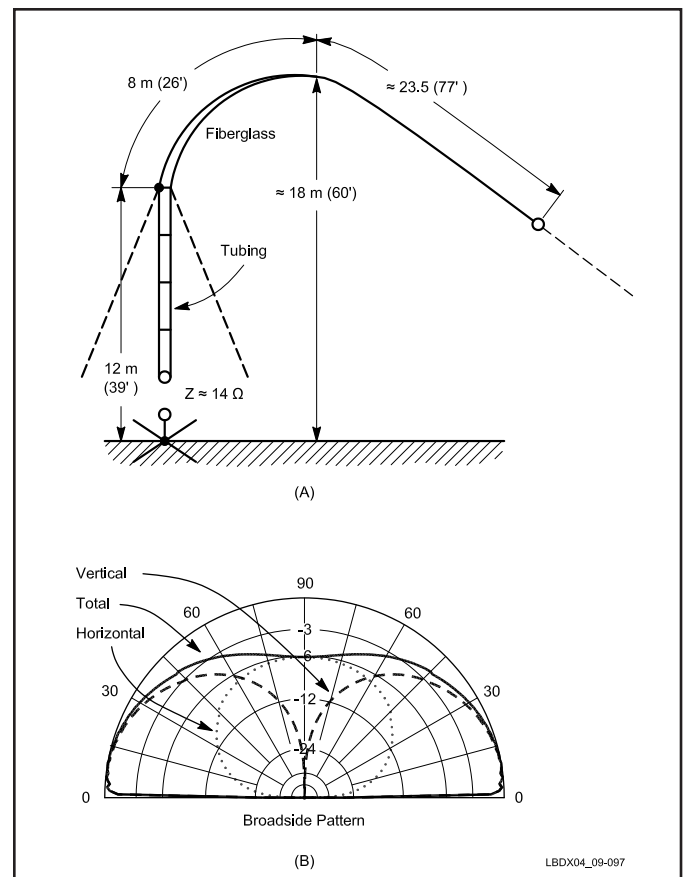 8 m (26')
≈ 23.5 (77' )
Fiberglass
≈ 18 m (60')
Tubing
12 m
(39' )
Z ≈ 14 Ω
(A)
Vertical
Total
Horizontal
90
60
60
30
30
0
0
-3
-6
-12
-24
Broadside Pattern
(B)
LBDX04_09-097